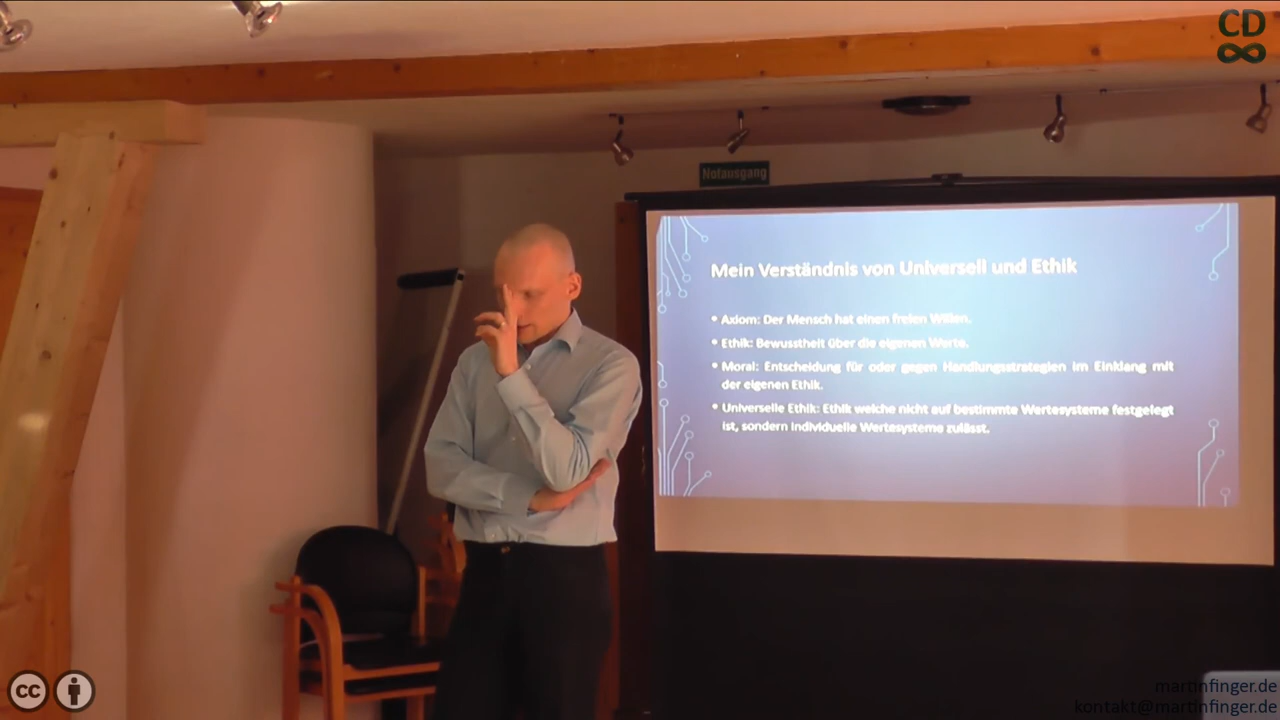 CD
Notausgang
Mein Verständnis von Universell und Ethik
• Axiom: Der Mensch hat einen freien Willen.
• Ethik: Bewusstheit über die eigenen Werte.
• Moral: Entscheidung für oder gegen Handlungsstrategien im Einklang mit
der eigenen Ethik.
• Universelle Ethik: Ethik welche nicht auf bestimmte Wertesysteme festgelegt
ist, sondern individuelle Wertesysteme zulässt.
cc
martinfinger.de
kontakt@martinfinger.de